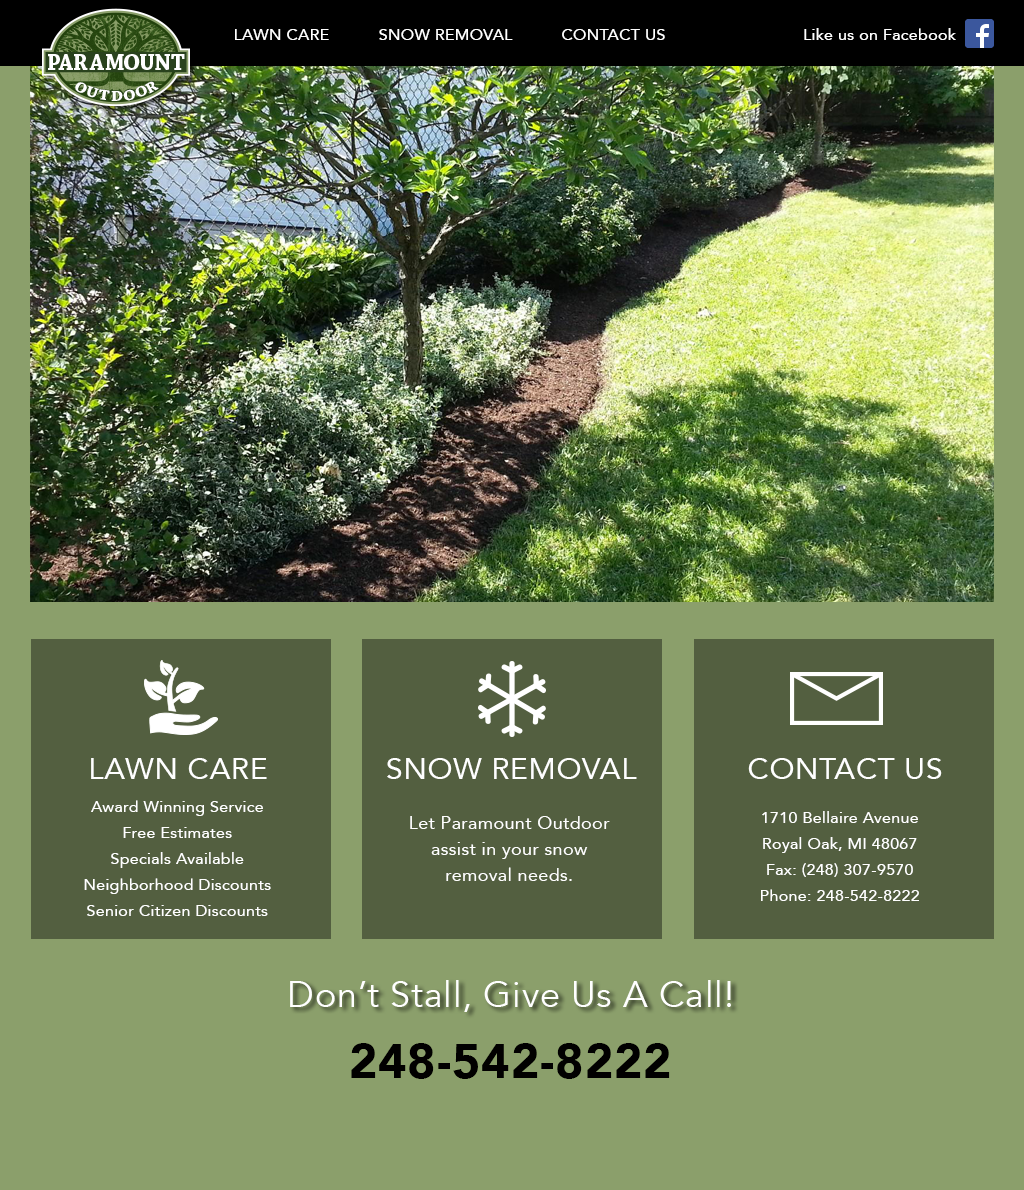 PARAMOUNT
OUTDOOR
LAWN CARE
SNOW REMOVAL
CONTACT US
Like us on Facebook
f
LAWN CARE
Award Winning Service
Free Estimates
Specials Available
Neighborhood Discounts
Senior Citizen Discounts
SNOW REMOVAL
Let Paramount Outdoor
assist in your snow
removal needs.
CONTACT US
1710 Bellaire Avenue
Royal Oak, MI 48067
Fax: (248) 307-9570
Phone: 248-542-8222
Don’t Stall, Give Us A Call!
248-542-8222